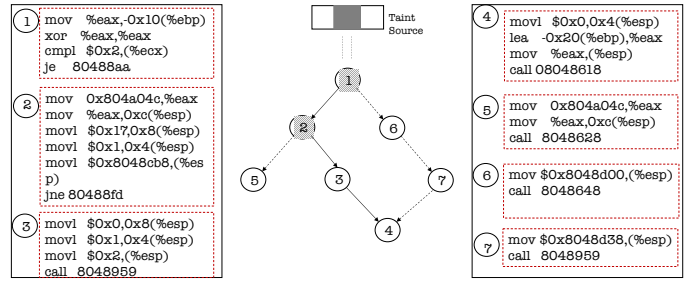 1
mov %eax,-0x10(%ebp)
xor %eax,%eax
cmpl $0x2,(%ecx)
je 80488aa
2
mov 0x804a04c,%eax
mov %eax,0xc(%esp)
movl $0x17,0x8(%esp)
movl $0x1,0x4(%esp)
movl $0x8048cb8,(%es
p)
jne 80488fd
3
movl $0x0,0x8(%esp)
movl $0x1,0x4(%esp)
movl $0x2,(%esp)
call 8048959
Taint
Source
1
2
6
5
3
7
4
4
movl $0x0,0x4(%esp)
lea -0x20(%ebp),%eax
mov %eax,(%esp)
call 08048618
5
mov 0x804a04c,%eax
mov %eax,0xc(%esp)
call 8048628
6
mov $0x8048d00,(%esp)
call 8048648
7
mov $0x8048d38,(%esp)
call 8048959